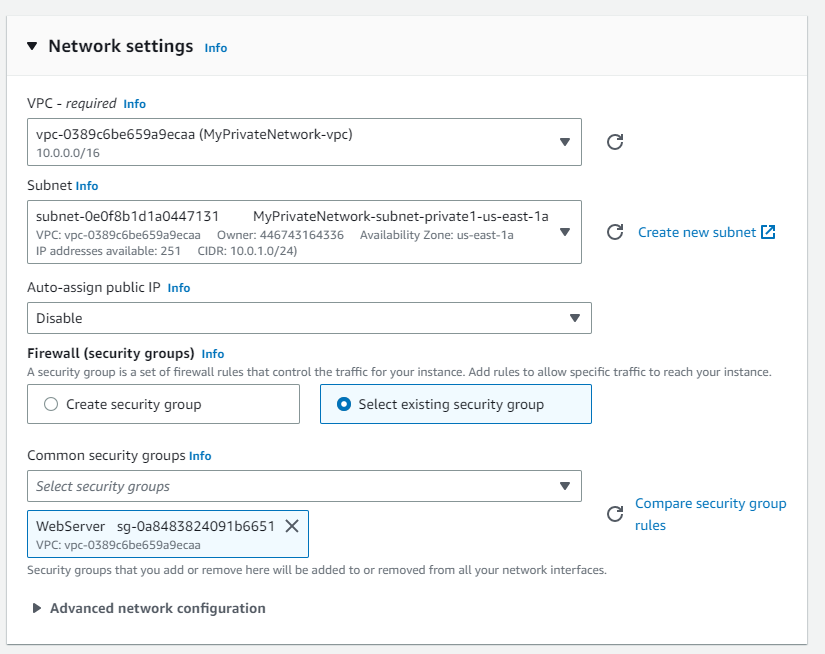 Network settings Info
VPC - required Info
vpc-0389c6be659a9ecaa (MyPrivateNetwork-vpc)
10.0.0.0/16
Subnet Info
subnet-0e0f8b1d1a0447131 MyPrivateNetwork-subnet-private1-us-east-1a
VPC: vpc-0389c6be659a9ecaa Owner: 446743164336 Availability Zone: us-east-1a
IP addresses available: 251 CIDR: 10.0.1.0/24)
Create new subnet
Auto-assign public IP Info
Disable
Firewall (security groups) Info
A security group is a set of firewall rules that control the traffic for your instance. Add rules to allow specific traffic to reach your instance.
Create security group Select existing security group
Common security groups Info
Select security groups
WebServer sg-0a8483824091b6651
VPC: vpc-0389c6be659a9ecaa
Compare security group
rules
Security groups that you add or remove here will be added to or removed from all your network interfaces.
Advanced network configuration